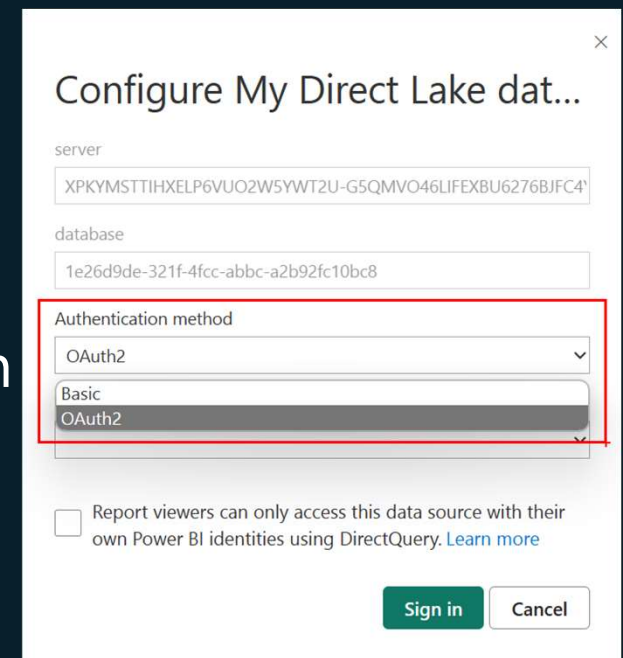 Configure My Direct Lake dat...
server
XPKYMSTTIHXELP6VUO2W5YWT2U-G5QMVO46LIFEXBU6276BJFC4Y
database
1e26d9de-321f-4fcc-abbc-a2b92fc10bc8
Authentication method
OAuth2
n
Basic
OAuth2
Report viewers can only access this data source with their
own Power BI identities using DirectQuery. Learn more
Sign in Cancel